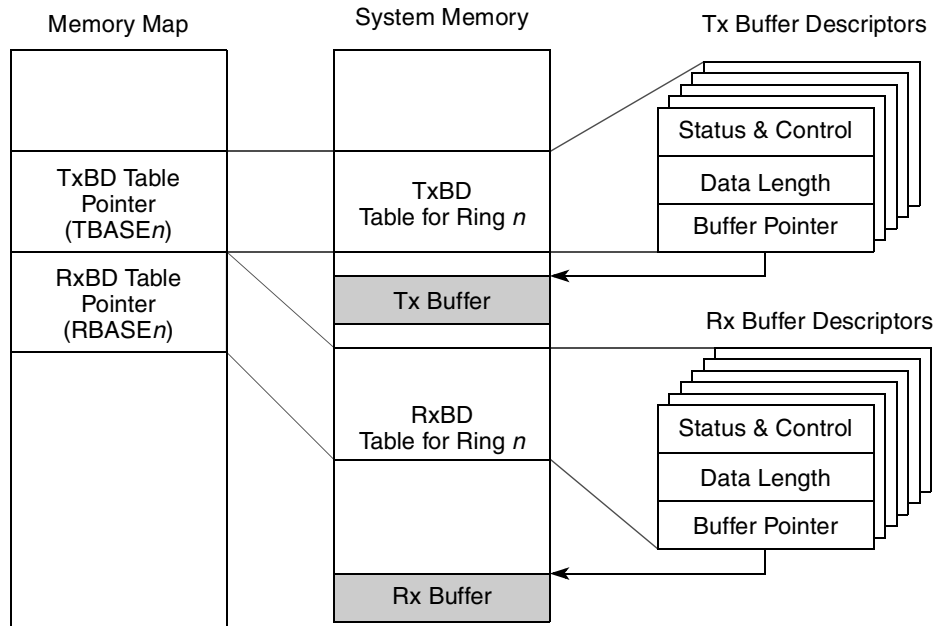 Memory Map
System Memory
Tx Buffer Descriptors
TxBD Table
Pointer
(TBASEn)
RxBD Table
Pointer
(RBASEn)
TxBD
Table for Ring n
Tx Buffer
RxBD
Table for Ring n
Rx Buffer
Status & Control
Data Length
Buffer Pointer
Rx Buffer Descriptors
Status & Control
Data Length
Buffer Pointer